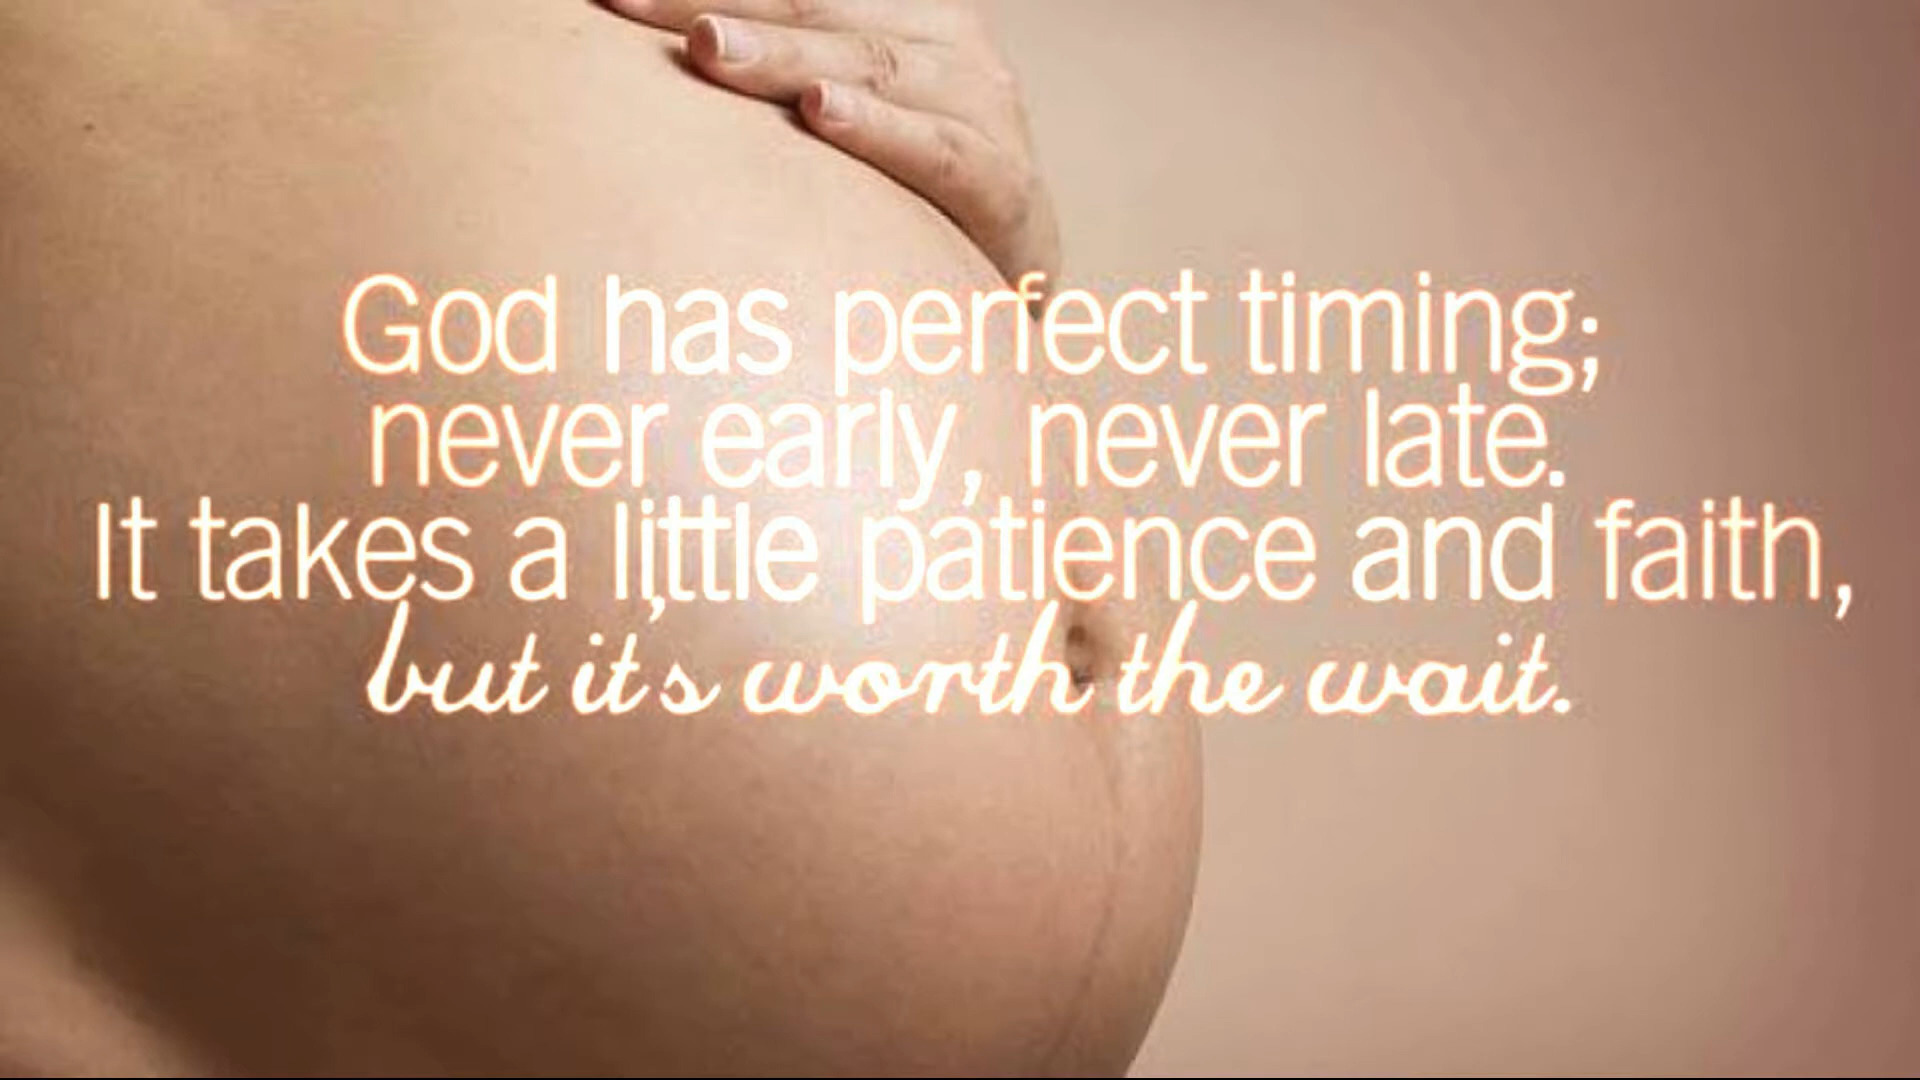 God has perfect timing;
never early, never late.
It takes a little patience and faith,
but it's worth the wait.